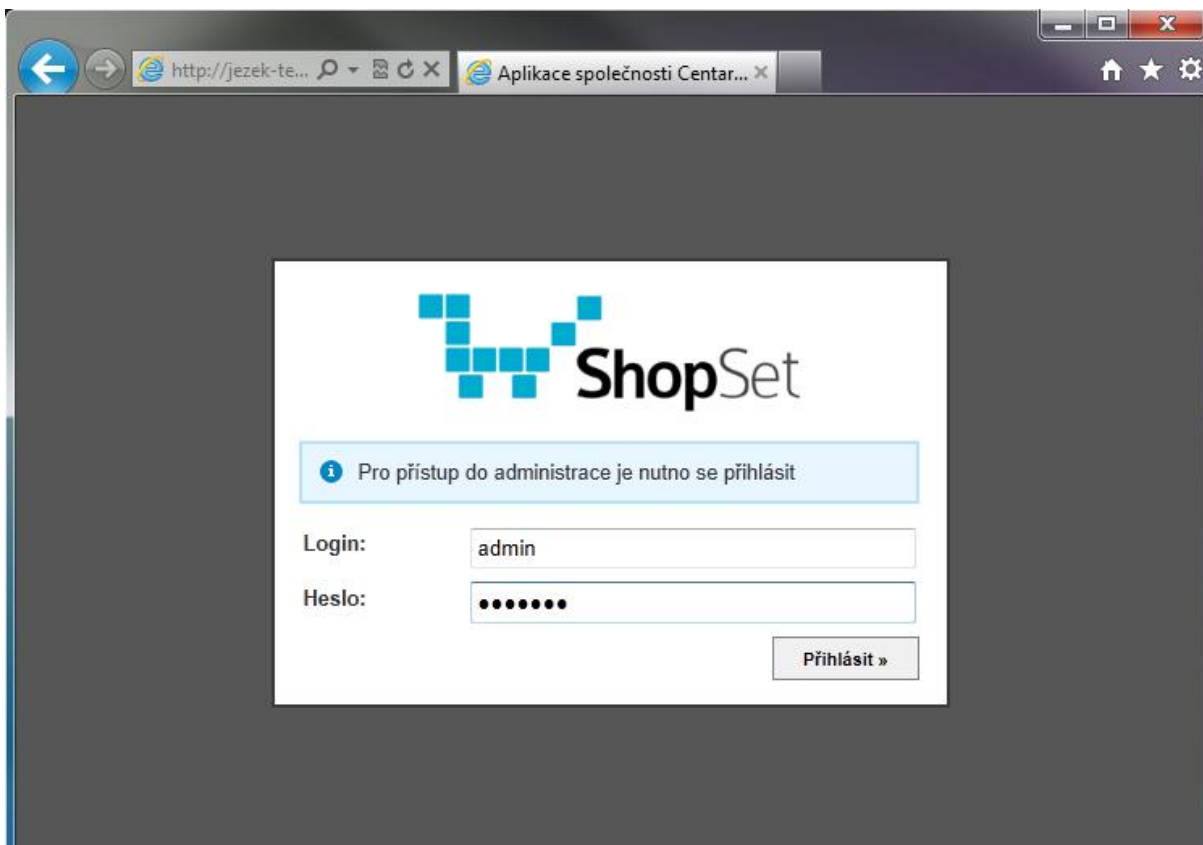 http://jezek-te...
Aplikace společnosti Centar...
ShopSet
Pro přístup do administrace je nutno se přihlásit
Login:
admin
Heslo:
•••••••
Přihlásit »